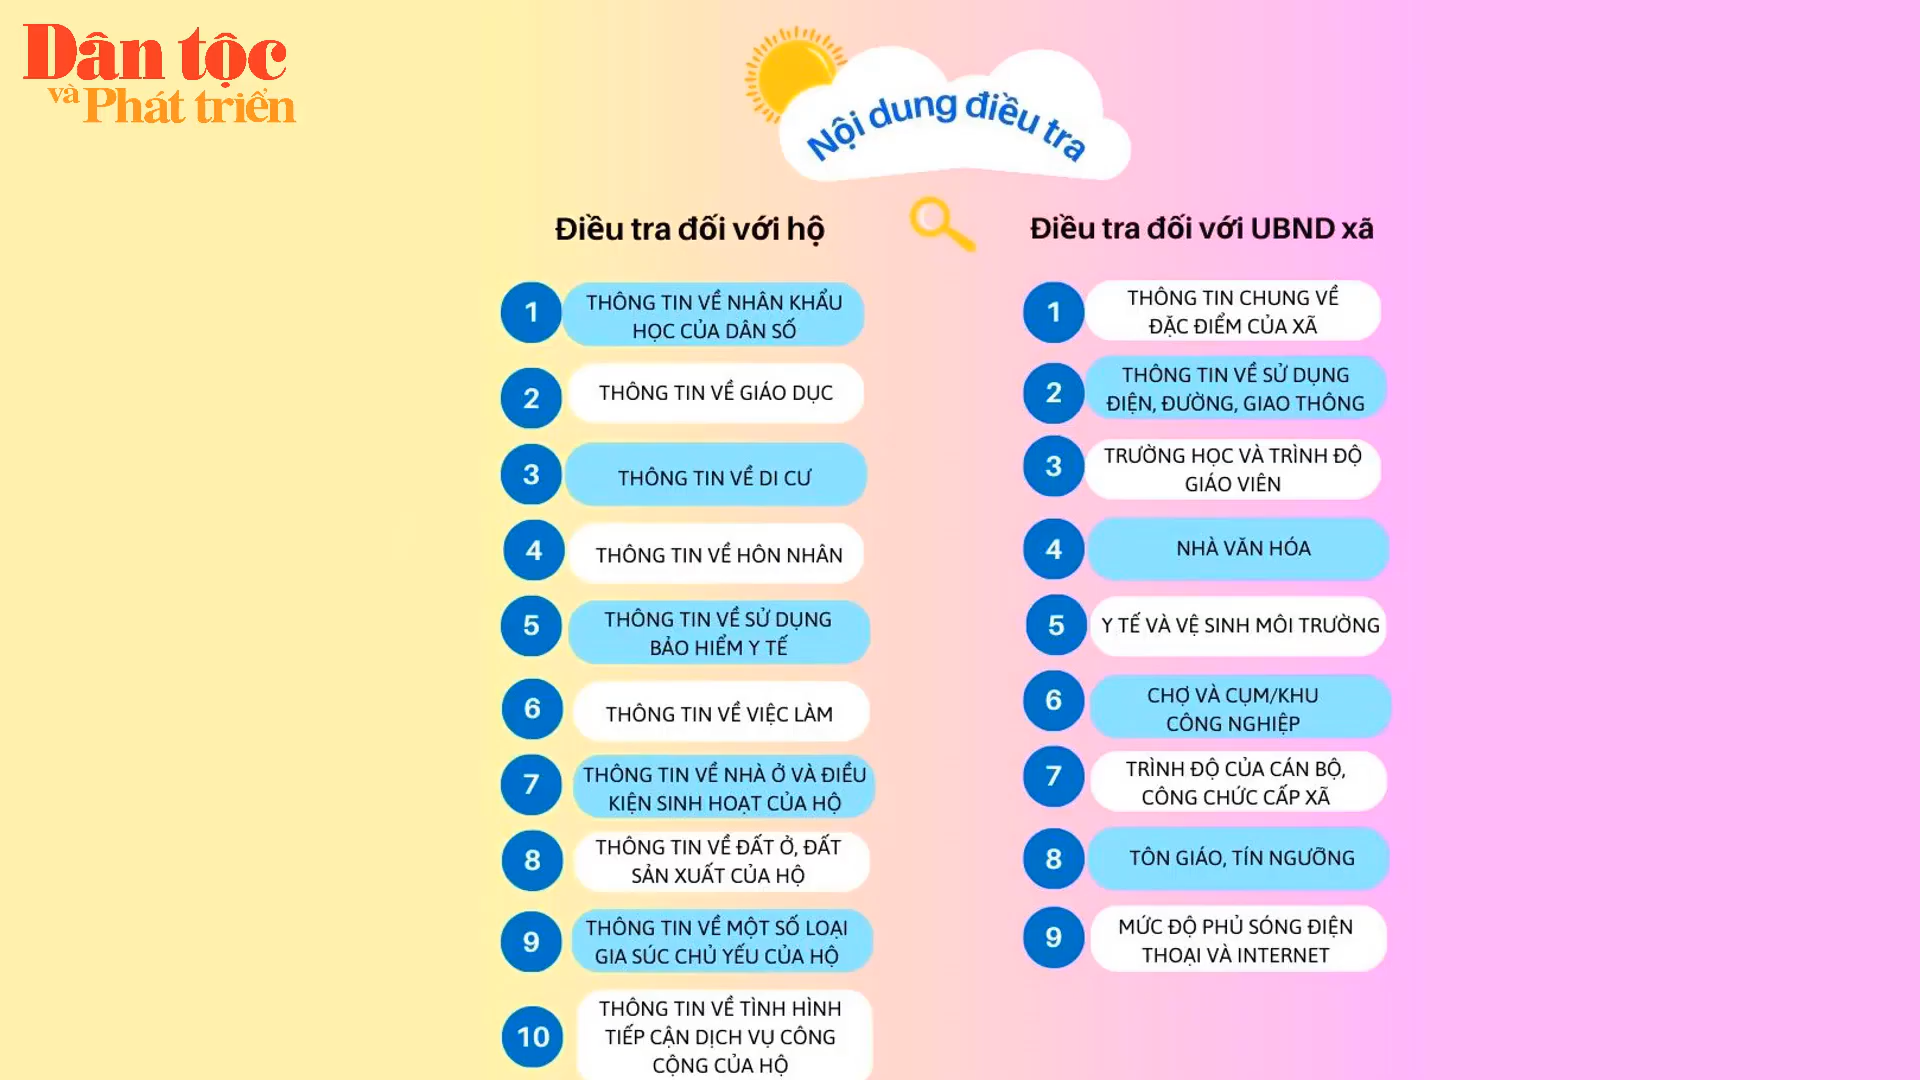 Dân tộc
và Phát triển
Nội dung điều tra
Điều tra đối với hộ
1
THÔNG TIN VỀ NHÂN KHẨU
HỌC CỦA DÂN SỐ
2
THÔNG TIN VỀ GIÁO DỤC
3
THÔNG TIN VỀ DI CƯ
4
THÔNG TIN VỀ HÔN NHÂN
5
THÔNG TIN VỀ SỬ DỤNG
BẢO HIỂM Y TẾ
6
THÔNG TIN VỀ VIỆC LÀM
7
THÔNG TIN VỀ NHÀ Ở VÀ ĐIỀU
KIỆN SINH HOẠT CỦA HỘ
8
THÔNG TIN VỀ ĐẤT Ở, ĐẤT
SẢN XUẤT CỦA HỘ
9
THÔNG TIN VỀ MỘT SỐ LOẠI
GIA SÚC CHỦ YẾU CỦA HỘ
10
THÔNG TIN VỀ TÌNH HÌNH
TIẾP CẬN DỊCH VỤ CÔNG
CỘNG CỦA HỘ
Điều tra đối với UBND xã
1
THÔNG TIN CHUNG VỀ
ĐẶC ĐIỂM CỦA XÃ
2
THÔNG TIN VỀ SỬ DỤNG
ĐIỆN, ĐƯỜNG, GIAO THÔNG
3
TRƯỜNG HỌC VÀ TRÌNH ĐỘ
GIÁO VIÊN
4
NHÀ VĂN HÓA
5
Y TẾ VÀ VỆ SINH MÔI TRƯỜNG
6
CHỢ VÀ CỤM/KHU
CÔNG NGHIỆP
7
TRÌNH ĐỘ CỦA CÁN BỘ,
CÔNG CHỨC CẤP XÃ
8
TÔN GIÁO, TÍN NGƯỠNG
9
MỨC ĐỘ PHỦ SÓNG ĐIỆN
THOẠI VÀ INTERNET